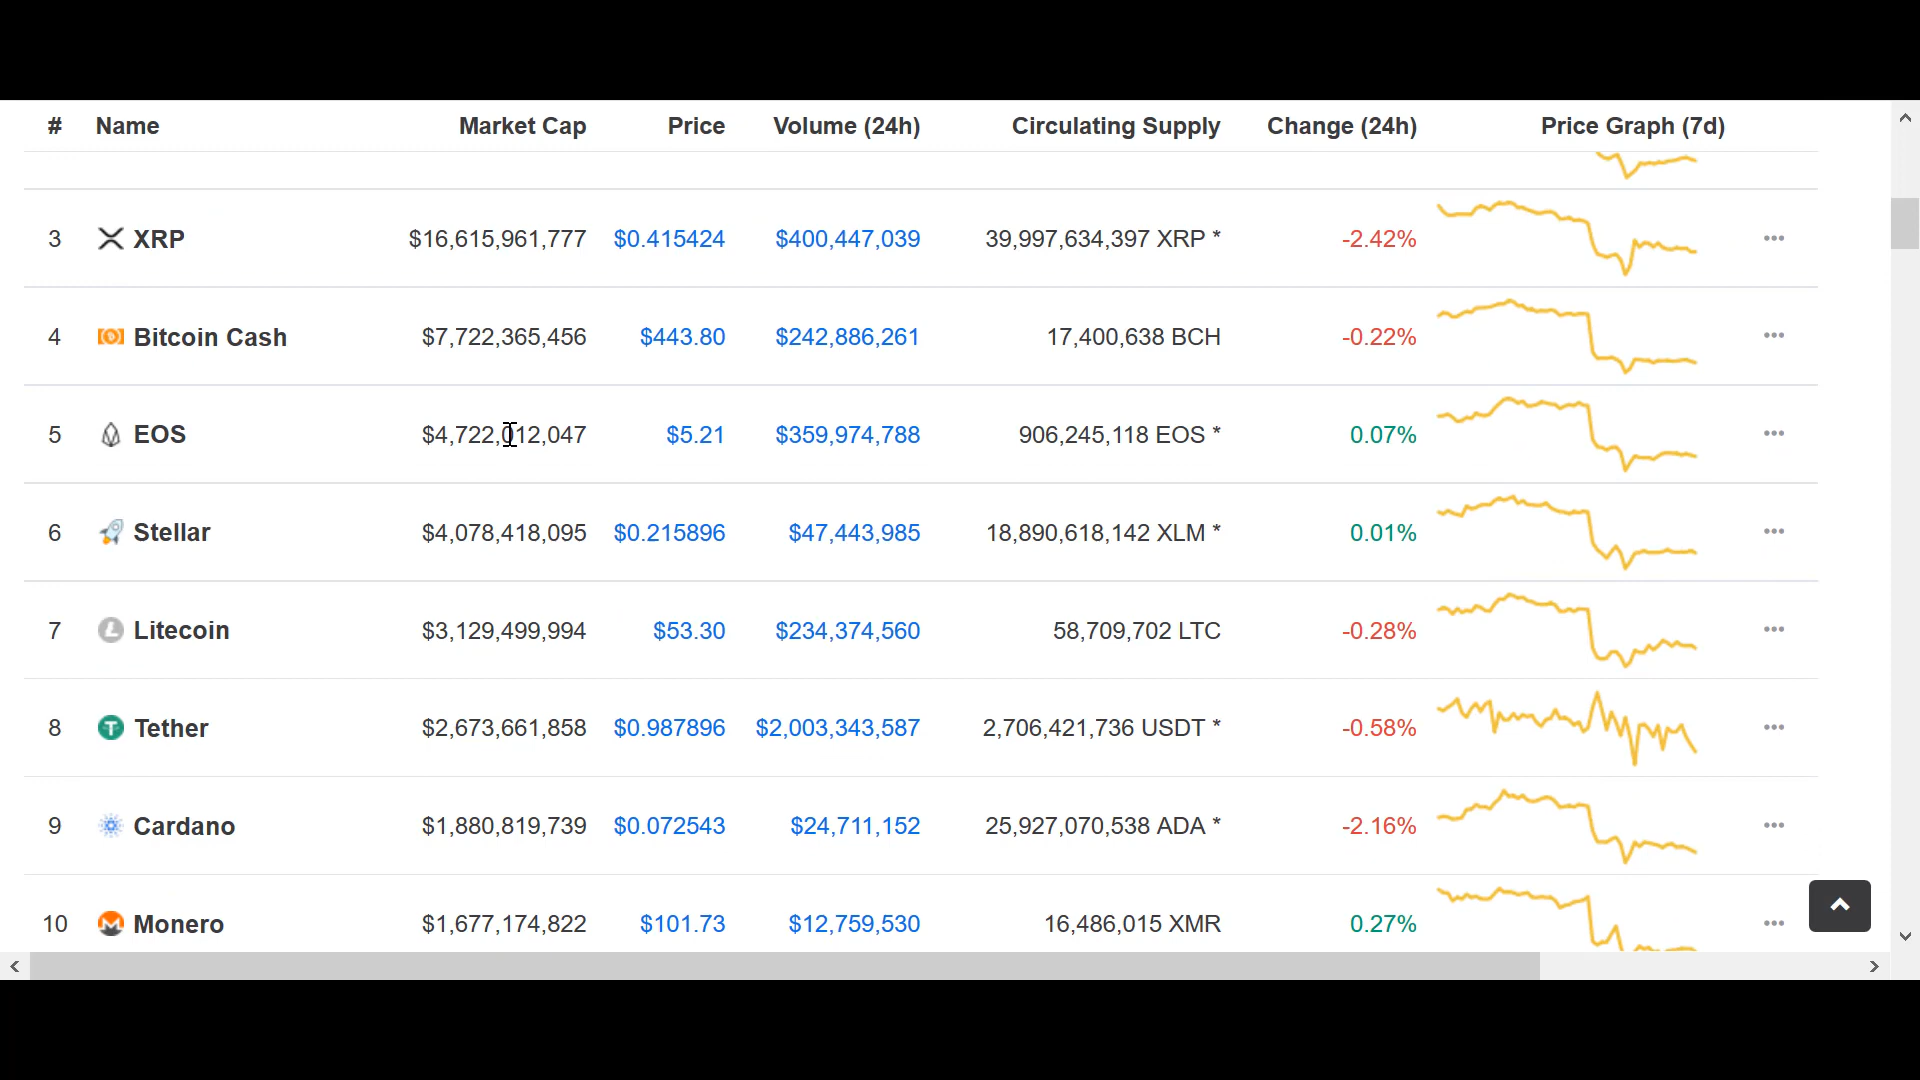 # Name Market Cap Price Volume (24h) Circulating Supply Change (24h) Price Graph (7d)
3 XRP $16,615,961,777 $0.415424 $400,447,039 39,997,634,397 XRP * -2.42%
4 Bitcoin Cash $7,722,365,456 $443.80 $242,886,261 17,400,638 BCH -0.22%
5 EOS $4,722,012,047 $5.21 $359,974,788 906,245,118 EOS * 0.07%
6 Stellar $4,078,418,095 $0.215896 $47,443,985 18,890,618,142 XLM * 0.01%
7 Litecoin $3,129,499,994 $53.30 $234,374,560 58,709,702 LTC -0.28%
8 Tether $2,673,661,858 $0.987896 $2,003,343,587 2,706,421,736 USDT * -0.58%
9 Cardano $1,880,819,739 $0.072543 $24,711,152 25,927,070,538 ADA * -2.16%
10 Monero $1,677,174,822 $101.73 $12,759,530 16,486,015 XMR 0.27%